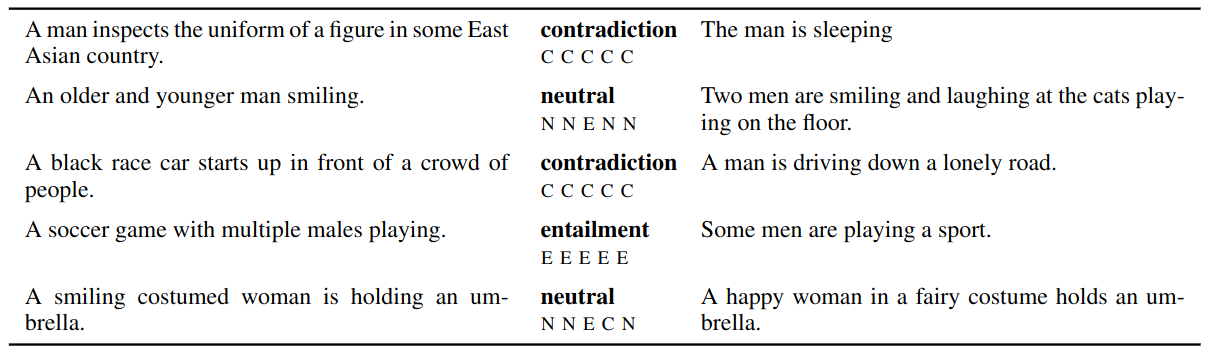 A man inspects the uniform of a figure in some East contradiction The man is sleeping
Asian country. C C C C C
An older and younger man smiling. neutral Two men are smiling and laughing at the cats play-
N N E N N ing on the floor.
A black race car starts up in front of a crowd of contradiction A man is driving down a lonely road.
people. C C C C C
A soccer game with multiple males playing. entailment Some men are playing a sport.
E E E E E
A smiling costumed woman is holding an um- neutral A happy woman in a fairy costume holds an um-
brella. N N E C N brella.